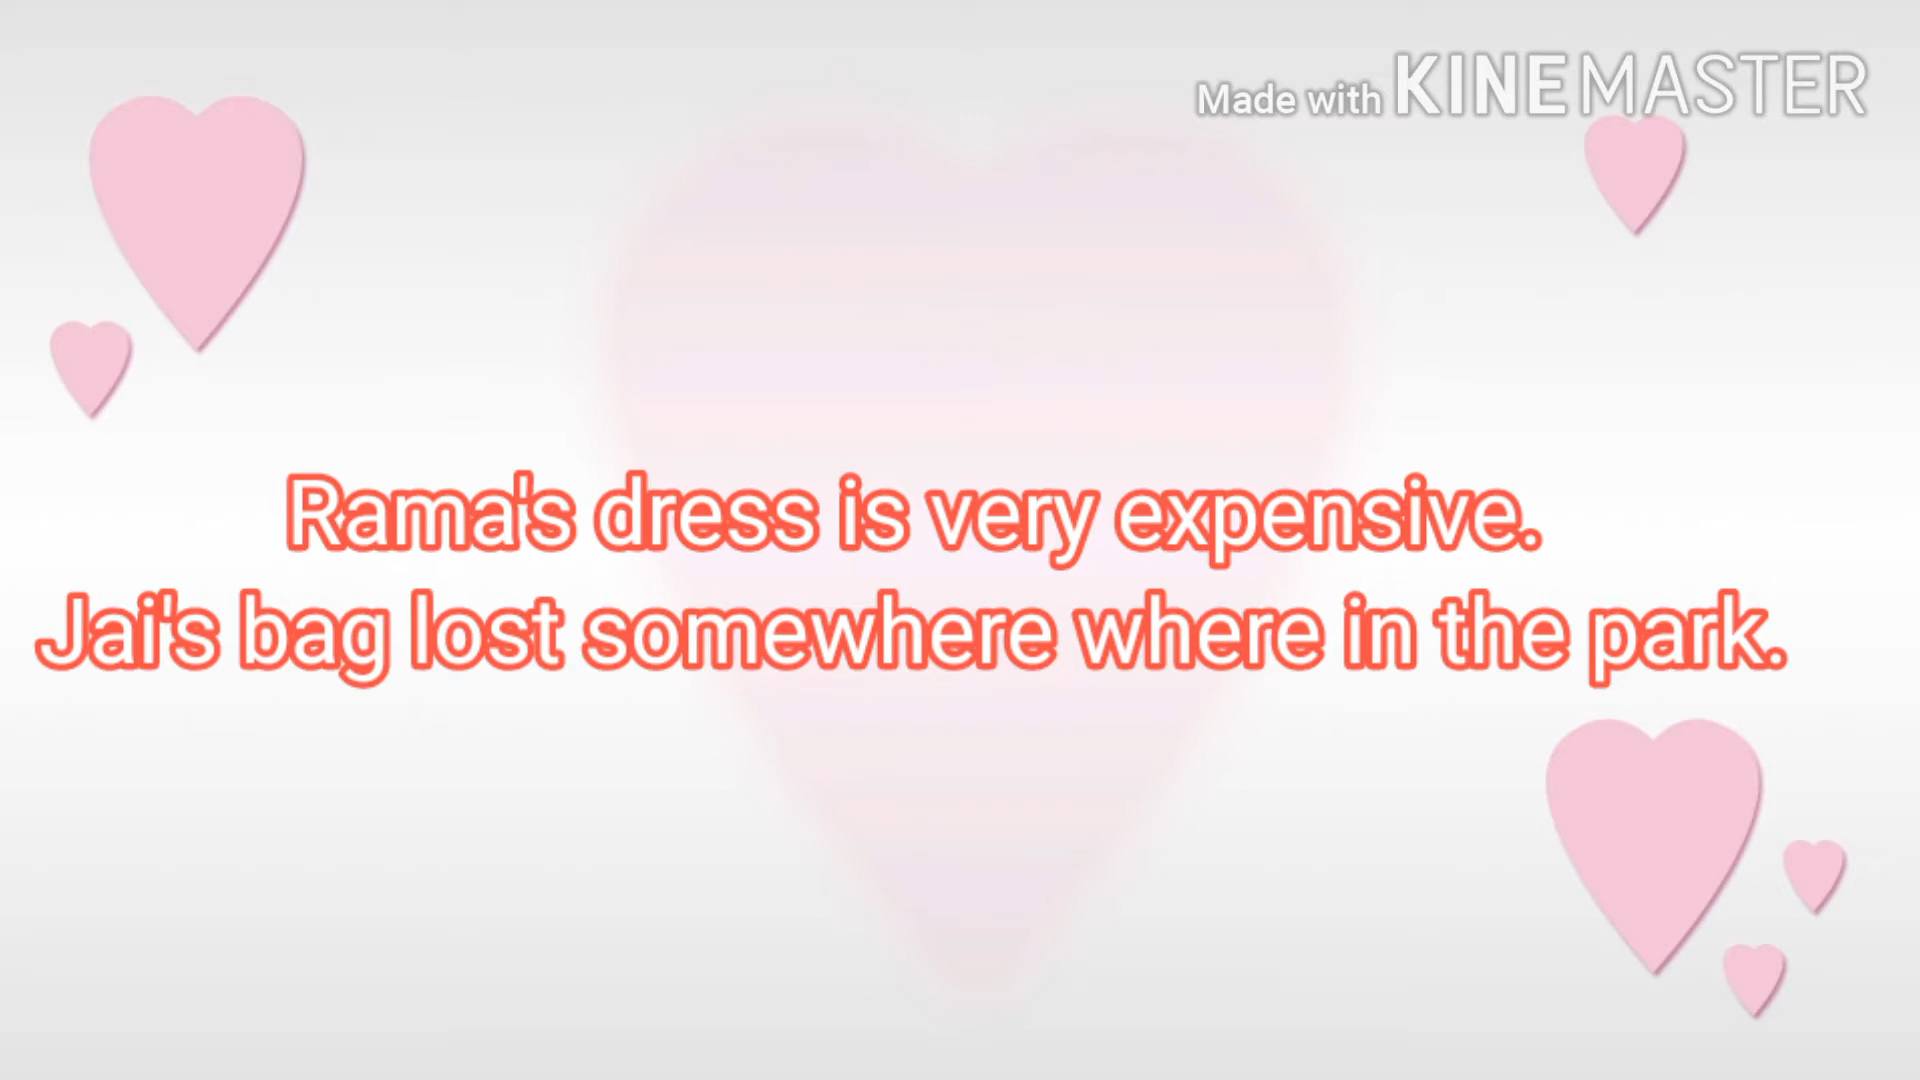 Made with KINEMASTER
Rama's dress is very expensive.
Jai's bag lost somewhere where in the park.